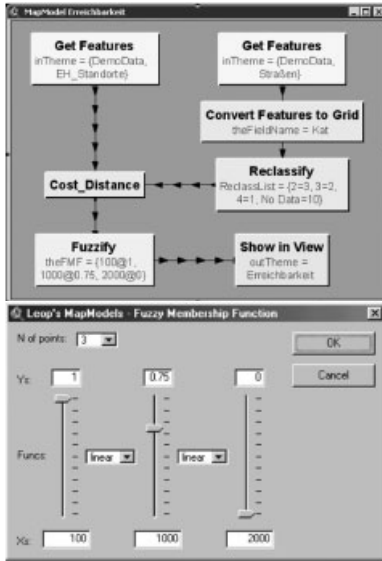 MapModel Erreichbarkeit
Get Features
inTheme = {DemoData,
EH_Standorte}
Get Features
inTheme = {DemoData,
Straßen}
Convert Features to Grid
theFieldName = Kat
Cost_Distance
Reclassify
ReclassList = {2=3, 3=2,
4=1, No Data=10}
Fuzzify
theFMF = {100@1,
1000@0.75, 2000@0}
Show in View
outTheme =
Erreichbarkeit
Leop's MapModels - Fuzzy Membership Function
N of points: 3
OK
Cancel
Ys: 1 0.75 0
Funcs: linear linear
Xs: 100 1000 2000